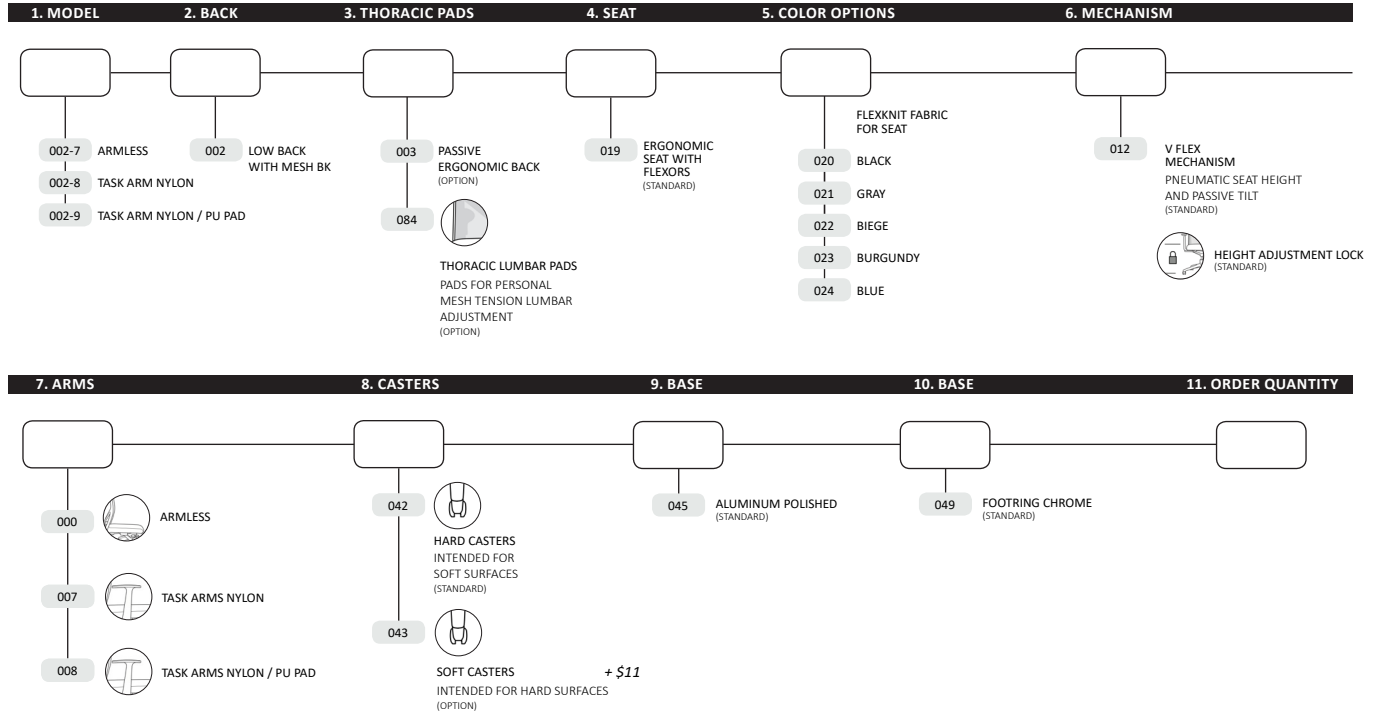 1. MODEL
2. BACK
3. THORACIC PADS
4. SEAT
5. COLOR OPTIONS
6. MECHANISM
002-7 ARMLESS
002-8 TASK ARM NYLON
002-9 TASK ARM NYLON / PU PAD
002 LOW BACK
WITH MESH BK
003 PASSIVE
ERGONOMIC BACK
(OPTION)
084
THORACIC LUMBAR PADS
PADS FOR PERSONAL
MESH TENSION LUMBAR
ADJUSTMENT
(OPTION)
019 ERGONOMIC
SEAT WITH
FLEXORS
(STANDARD)
FLEXKNIT FABRIC
FOR SEAT
020 BLACK
021 GRAY
022 BIEGE
023 BURGUNDY
024 BLUE
012 V FLEX
MECHANISM
PNEUMATIC SEAT HEIGHT
AND PASSIVE TILT
(STANDARD)
HEIGHT ADJUSTMENT LOCK
(STANDARD)
7. ARMS
8. CASTERS
9. BASE
10. BASE
11. ORDER QUANTITY
000 ARMLESS
007 TASK ARMS NYLON
008 TASK ARMS NYLON / PU PAD
042
HARD CASTERS
INTENDED FOR
SOFT SURFACES
(STANDARD)
043
SOFT CASTERS + $11
INTENDED FOR HARD SURFACES
(OPTION)
045 ALUMINUM POLISHED
(STANDARD)
049 FOOTRING CHROME
(STANDARD)